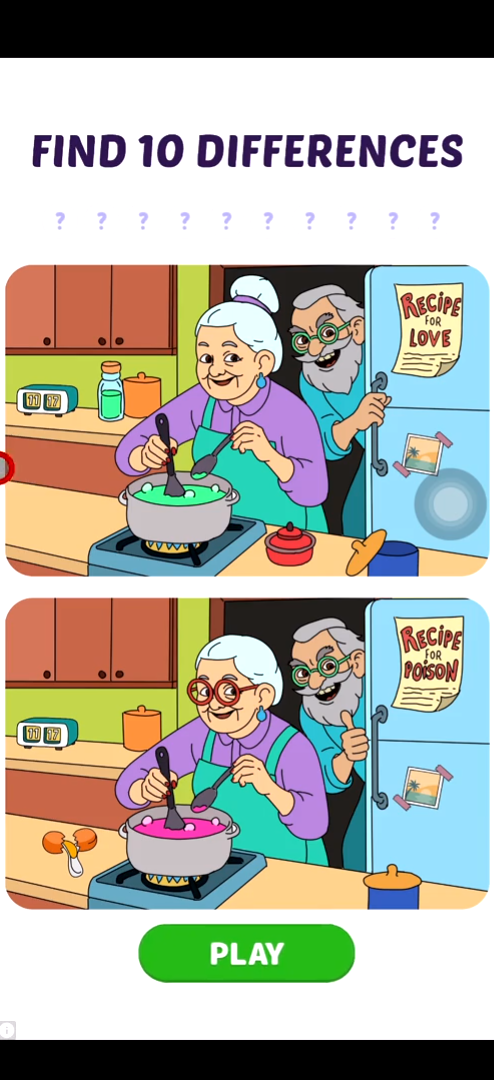 FIND 10 DIFFERENCES
? ? ? ? ? ? ? ? ? ?
RECIPE
FOR
LOVE
11 17
RECIPE
FOR
POISON
11 17
PLAY